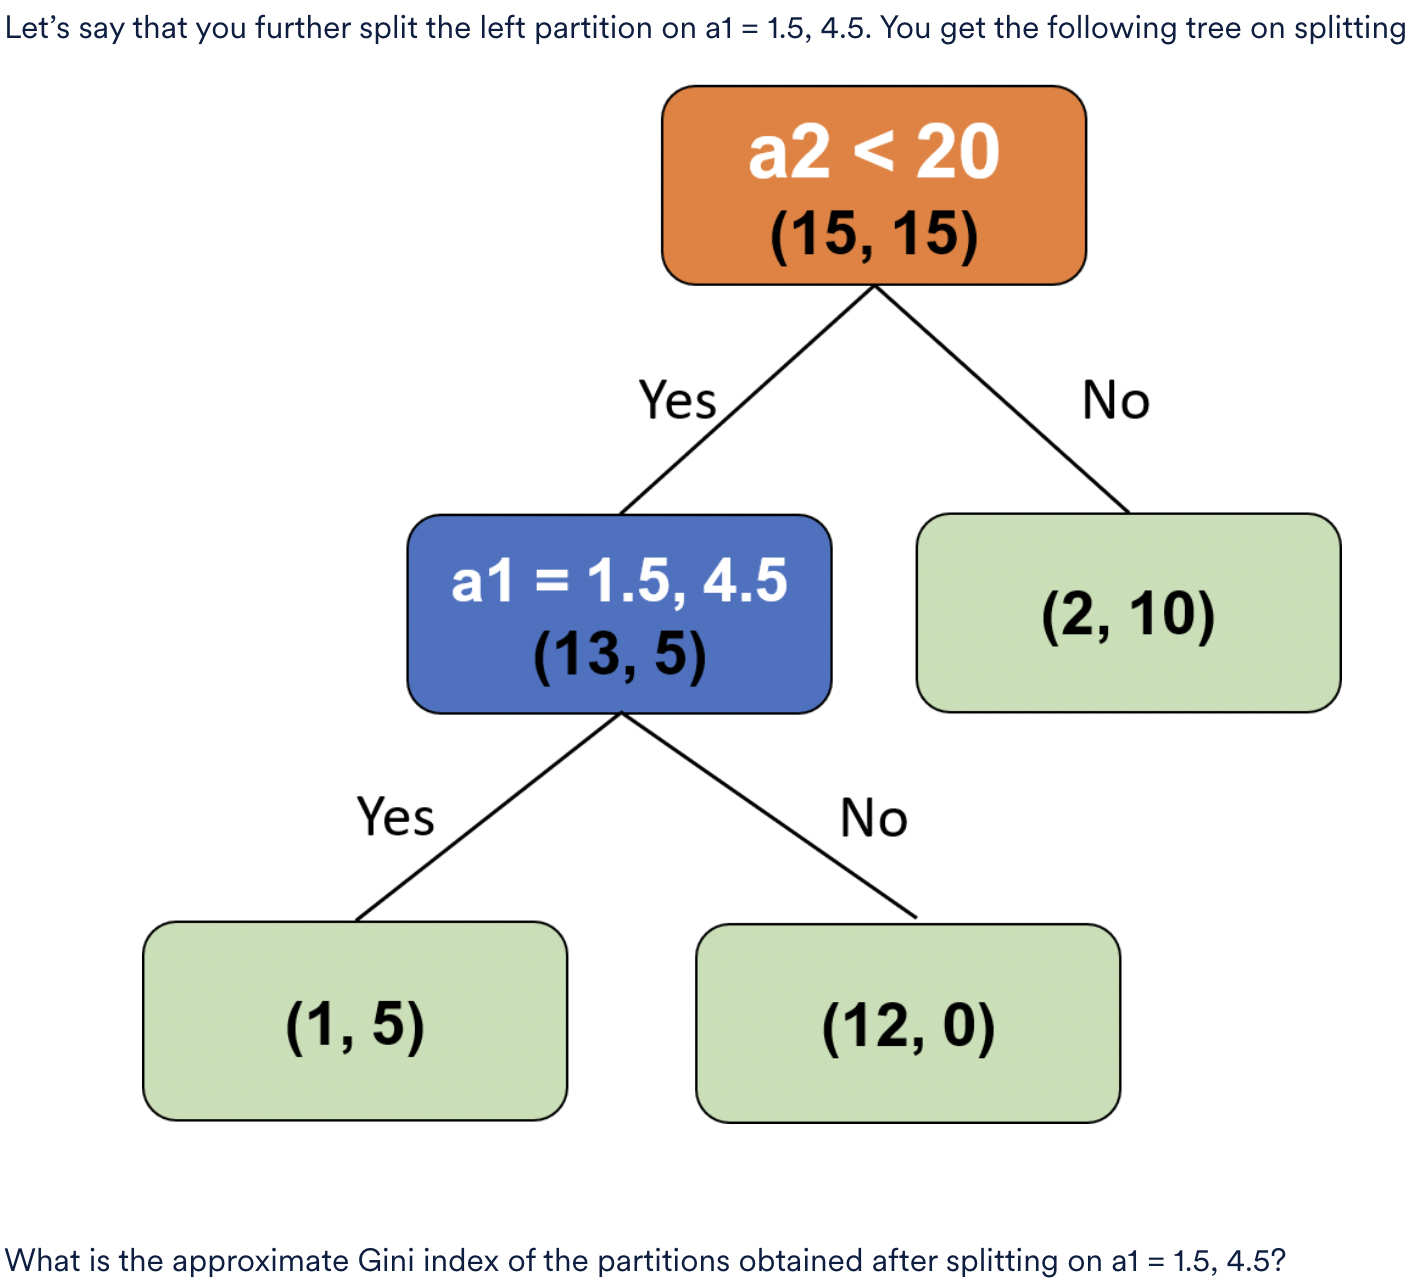 Let’s say that you further split the left partition on a1 = 1.5, 4.5. You get the following tree on splitting
a2 < 20
(15, 15)
Yes
No
a1 = 1.5, 4.5
(13, 5)
(2, 10)
Yes
No
(1, 5)
(12, 0)
What is the approximate Gini index of the partitions obtained after splitting on a1 = 1.5, 4.5?